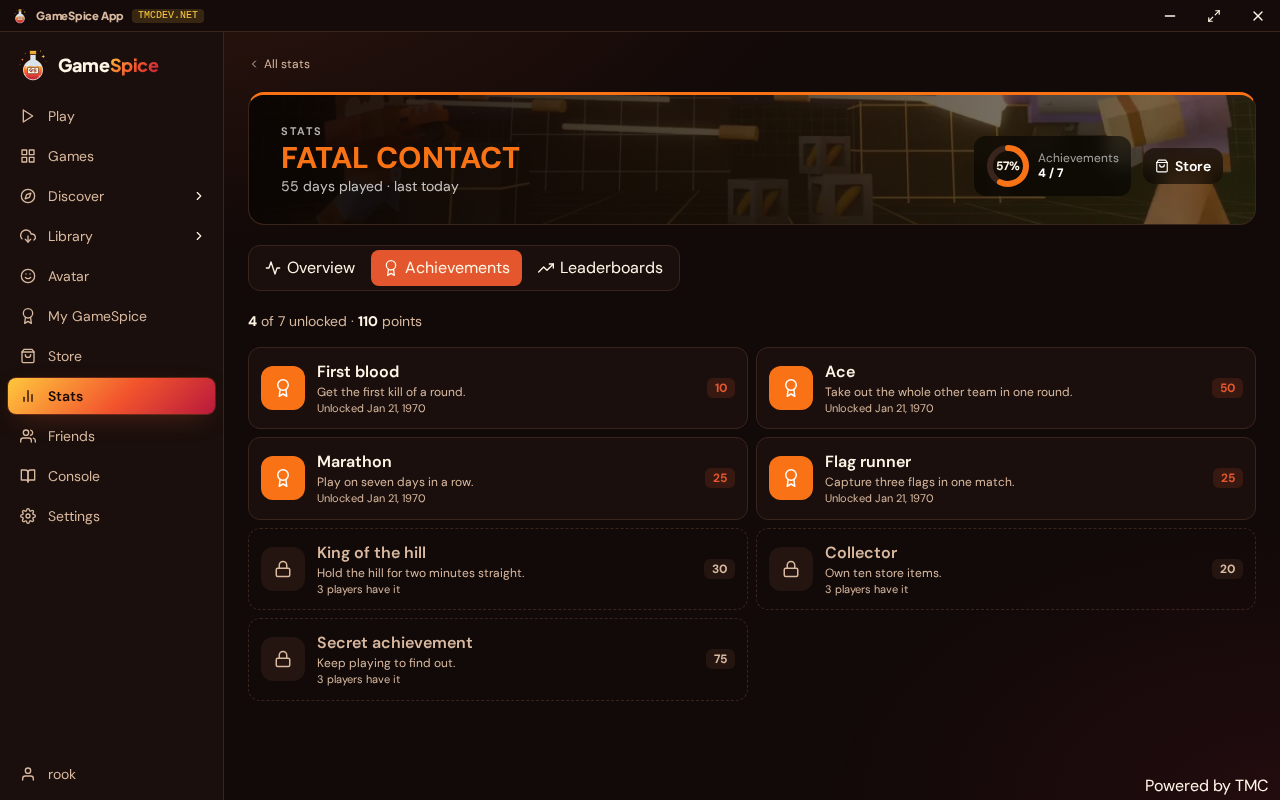 GameSpice App TMCDEV.NET
GameSpice
Play
Games
Discover
Library
Avatar
My GameSpice
Store
Stats
Friends
Console
Settings
rook
All stats
STATS
FATAL CONTACT
55 days played · last today
57%
Achievements
4 / 7
Store
Overview
Achievements
Leaderboards
4 of 7 unlocked · 110 points
First blood
Get the first kill of a round.
Unlocked Jan 21, 1970
10
Ace
Take out the whole other team in one round.
Unlocked Jan 21, 1970
50
Marathon
Play on seven days in a row.
Unlocked Jan 21, 1970
25
Flag runner
Capture three flags in one match.
Unlocked Jan 21, 1970
25
King of the hill
Hold the hill for two minutes straight.
3 players have it
30
Collector
Own ten store items.
3 players have it
20
Secret achievement
Keep playing to find out.
3 players have it
75
Powered by TMC